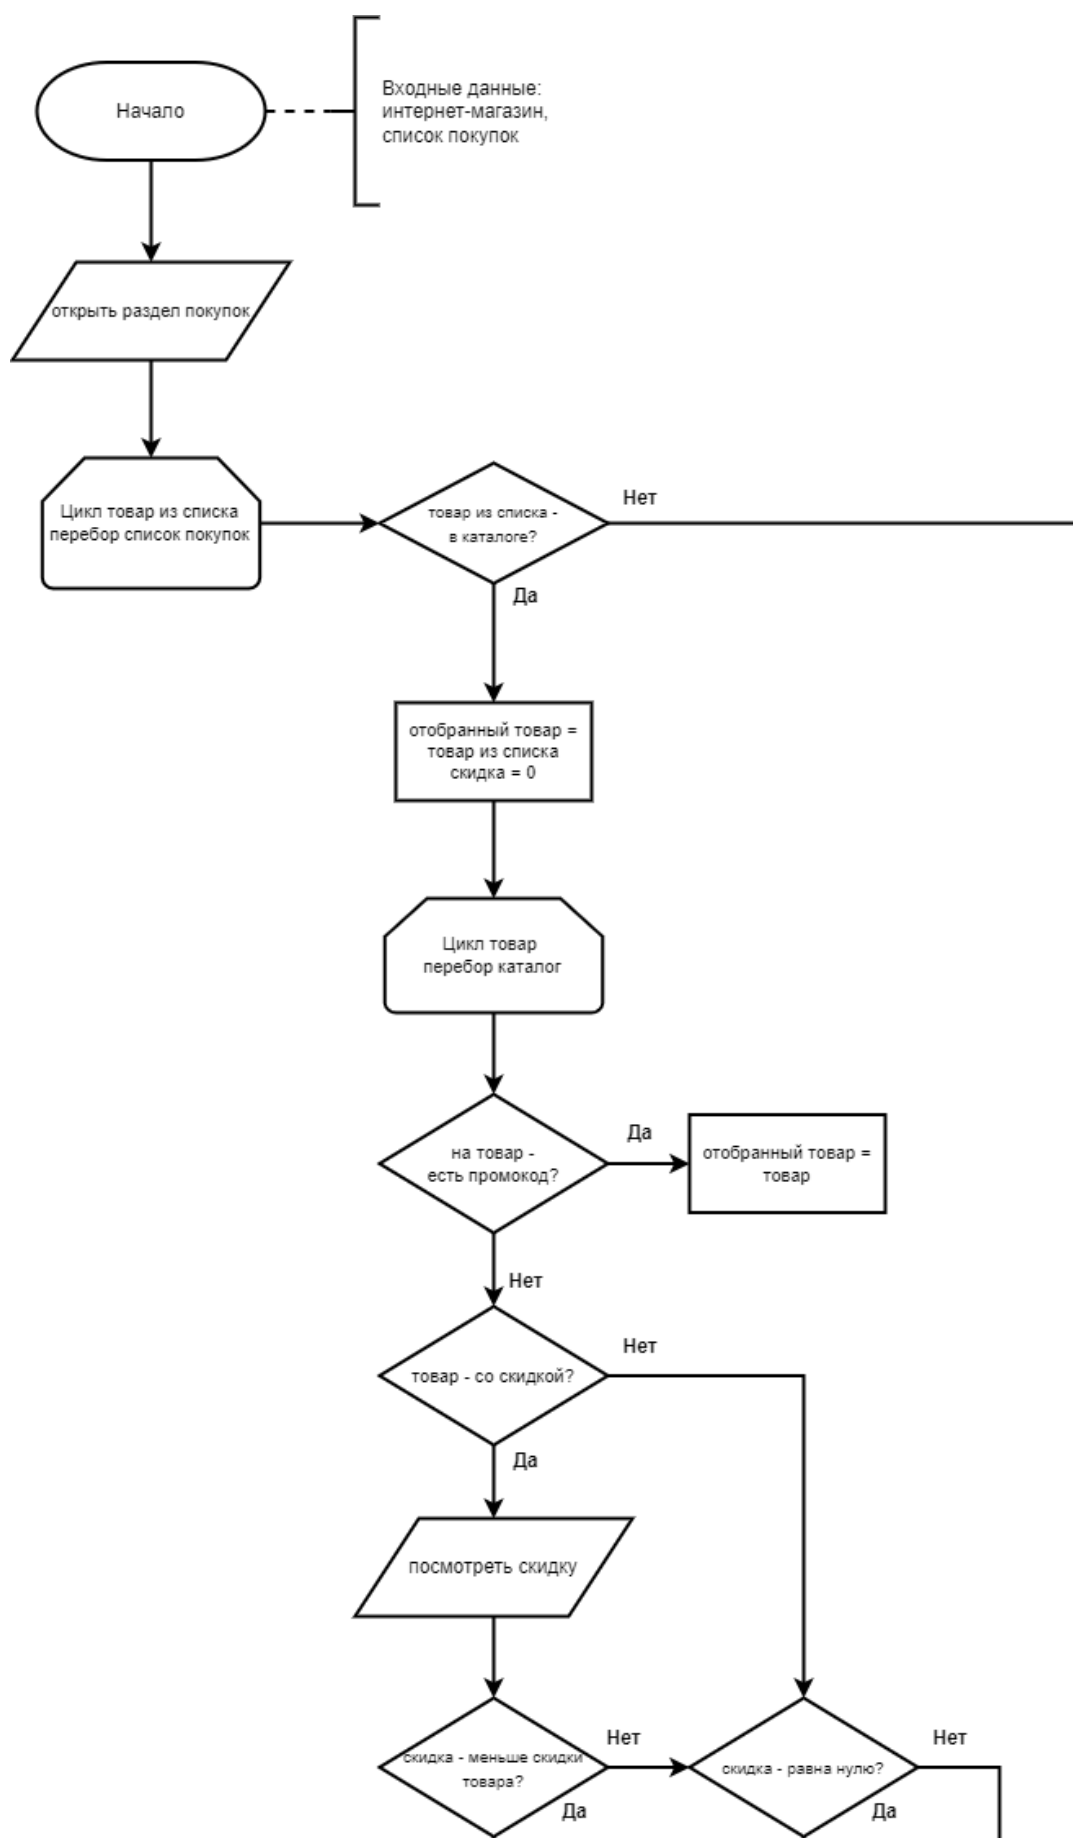 Начало
Входные данные:
интернет-магазин,
список покупок
открыть раздел покупок
Цикл товар из списка
перебор список покупок
товар из списка -
в каталоге?
Нет
Да
отобранный товар =
товар из списка
скидка = 0
Цикл товар
перебор каталог
на товар -
есть промокод?
Да
отобранный товар =
товар
Нет
товар - со скидкой?
Нет
Да
посмотреть скидку
скидка - меньше скидки
товара?
Нет
Да
скидка - равна нулю?
Нет
Да